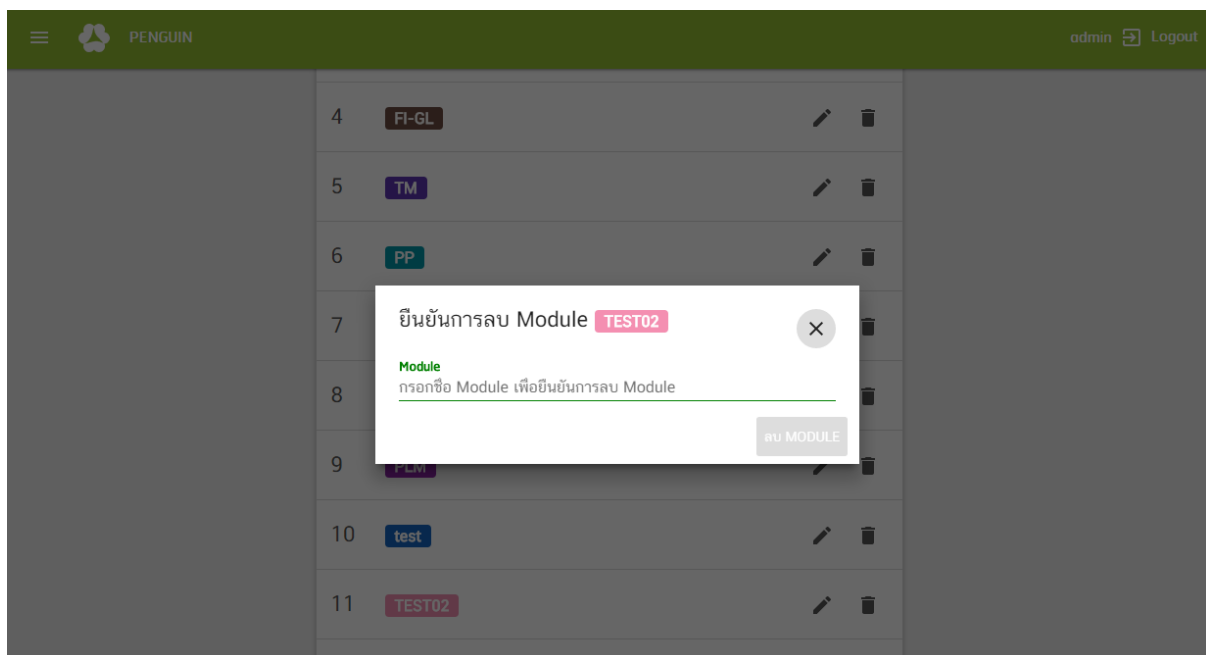 PENGUIN
admin Logout
4 FI-GL
5 TM
6 PP
7 ยืนยันการลบ Module TEST02
Module
8 กรอกชื่อ Module เพื่อยืนยันการลบ Module
ลบ MODULE
9 PLM
10 test
11 TEST02